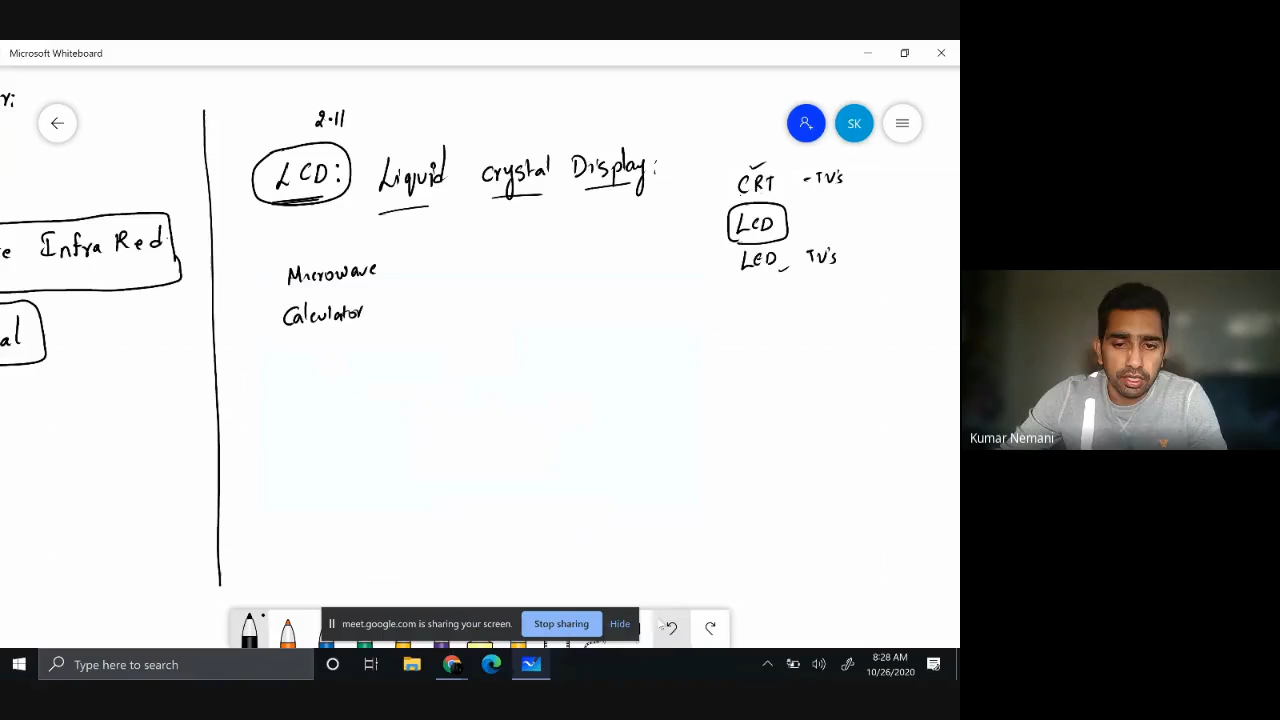 Microsoft Whiteboard
SK
2.11
LCD: Liquid crystal Display:
CRT - TV's
LCD
LED TV's
Infra Red
Microwave
Calculator
al
Kumar Nemani
meet.google.com is sharing your screen.
Stop sharing
Hide
Type here to search
8:28 AM
10/26/2020